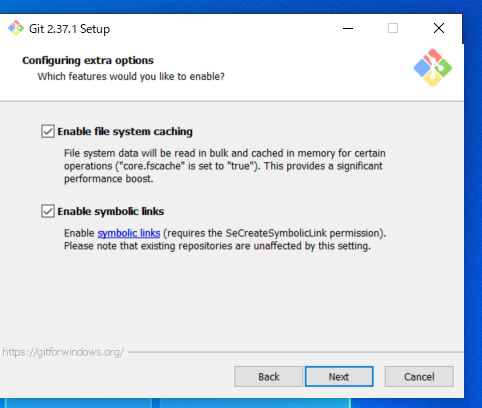 Git 2.37.1 Setup
Configuring extra options
Which features would you like to enable?
Enable file system caching
File system data will be read in bulk and cached in memory for certain
operations ("core.fscache" is set to "true"). This provides a significant
performance boost.
Enable symbolic links
Enable symbolic links (requires the SeCreateSymbolicLink permission).
Please note that existing repositories are unaffected by this setting.
https://gitforwindows.org/
Back Next Cancel